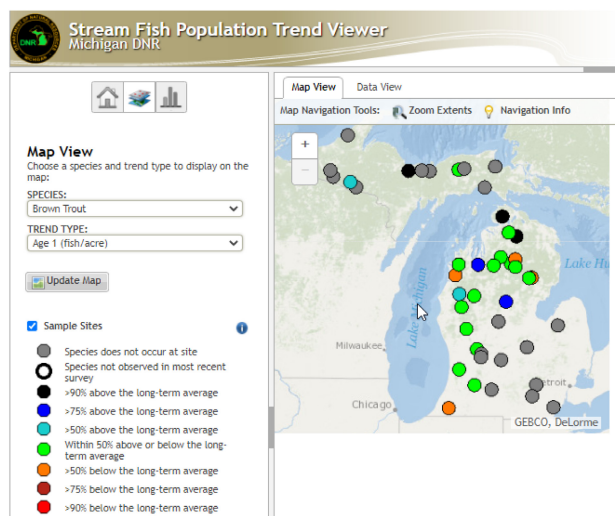 Stream Fish Population Trend Viewer
Michigan DNR
DNR
Map View
Data View
Map Navigation Tools:
Zoom Extents
Navigation Info
Map View
Choose a species and trend type to display on the
map:
SPECIES:
Brown Trout
TREND TYPE:
Age 1 (fish/acre)
Update Map
Sample Sites
Species does not occur at site
Species not observed in most recent
survey
>90% above the long-term average
>75% above the long-term average
>50% above the long-term average
Within 50% above or below the long-
term average
>50% below the long-term average
>75% below the long-term average
>90% below the long-term average
+
−
Lake Hu
Lake Michigan
Milwaukee
Chicago
etroit
GEBCO, DeLorme